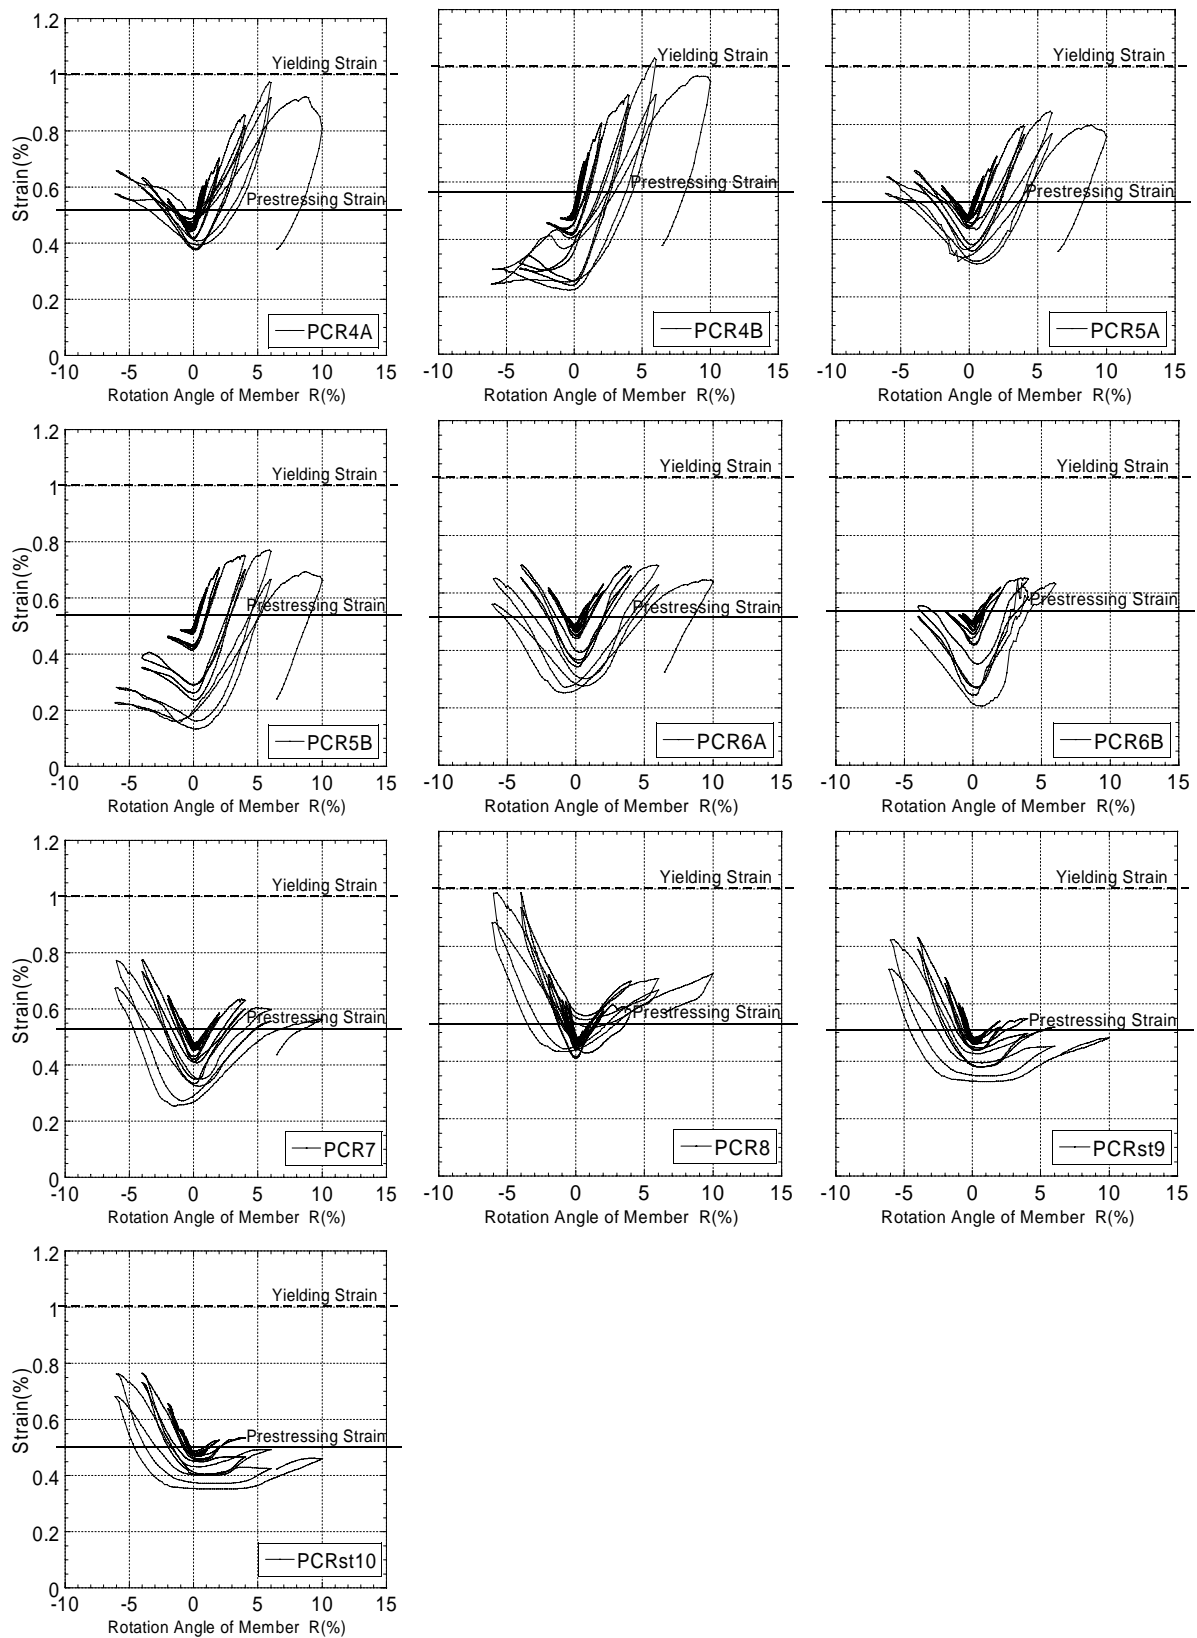 1.2
Yielding Strain
1
0.8
0.6
Prestressing Strain
0.4
0.2
0
Strain(%)
PCR4A
-10 -5 0 5 10 15
Rotation Angle of Member R(%)
Yielding Strain
Prestressing Strain
PCR4B
-10 -5 0 5 10 15
Rotation Angle of Member R(%)
Yielding Strain
Prestressing Strain
PCR5A
-10 -5 0 5 10 15
Rotation Angle of Member R(%)
1.2
Yielding Strain
1
0.8
0.6
Prestressing Strain
0.4
0.2
0
Strain(%)
PCR5B
-10 -5 0 5 10 15
Rotation Angle of Member R(%)
Yielding Strain
Prestressing Strain
PCR6A
-10 -5 0 5 10 15
Rotation Angle of Member R(%)
Yielding Strain
Prestressing Strain
PCR6B
-10 -5 0 5 10 15
Rotation Angle of Member R(%)
1.2
Yielding Strain
1
0.8
0.6
Prestressing Strain
0.4
0.2
0
Strain(%)
PCR7
-10 -5 0 5 10 15
Rotation Angle of Member R(%)
Yielding Strain
Prestressing Strain
PCR8
-10 -5 0 5 10 15
Rotation Angle of Member R(%)
Yielding Strain
Prestressing Strain
PCRst9
-10 -5 0 5 10 15
Rotation Angle of Member R(%)
1.2
Yielding Strain
1
0.8
0.6
Prestressing Strain
0.4
0.2
0
Strain(%)
PCRst10
-10 -5 0 5 10 15
Rotation Angle of Member R(%)